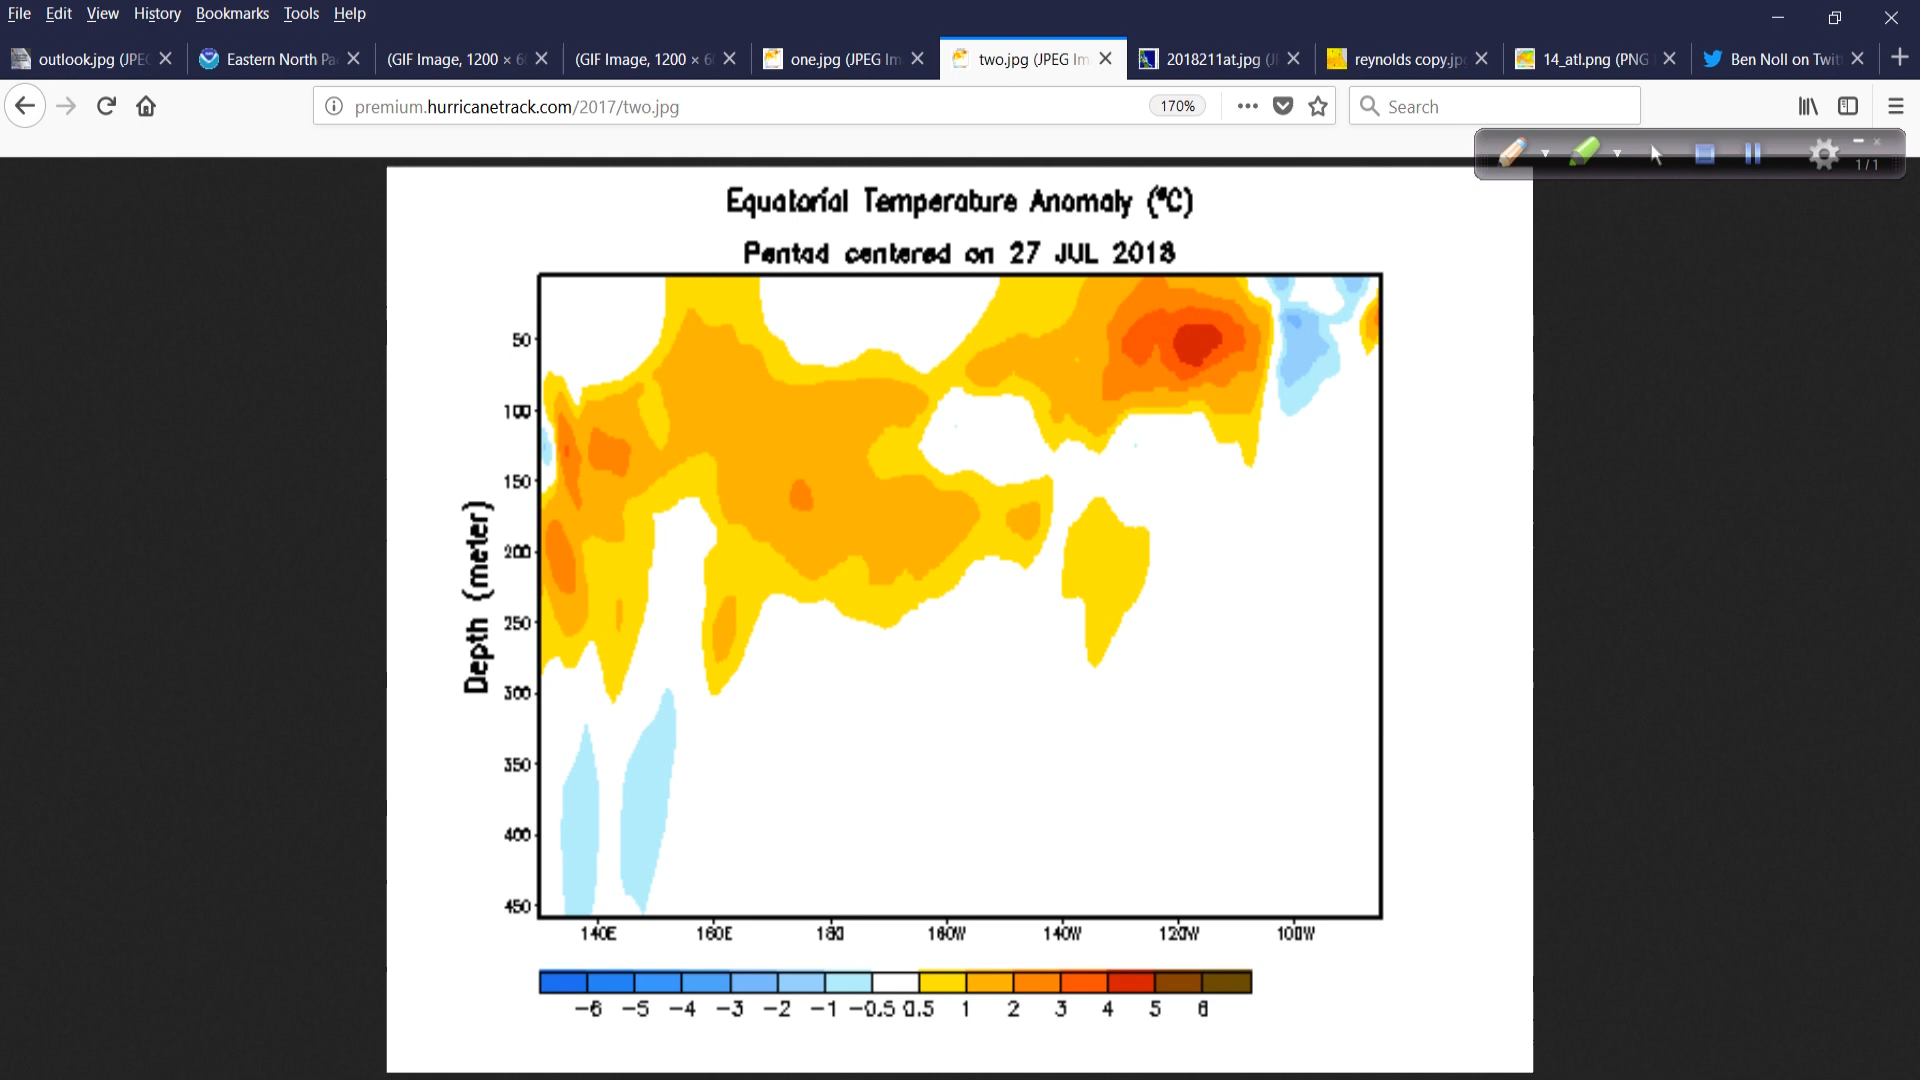 File Edit View History Bookmarks Tools Help
outlook.jpg (JPE Eastern North Pa (GIF Image, 1200 × 6 (GIF Image, 1200 × 6 one.jpg (JPEG Im two.jpg (JPEG Im 2018211at.jpg (J reynolds copy.jp 14_atl.png (PNG Ben Noll on Twit
premium.hurricanetrack.com/2017/two.jpg 170% Search
1/1
Equatorial Temperature Anomaly (°C)
Pentad centered on 27 JUL 2018
Depth (meter)
50
100
150
200
250
300
350
400
450
140E 160E 180 160W 140W 120W 100W
-6 -5 -4 -3 -2 -1 -0.5 0.5 1 2 3 4 5 6